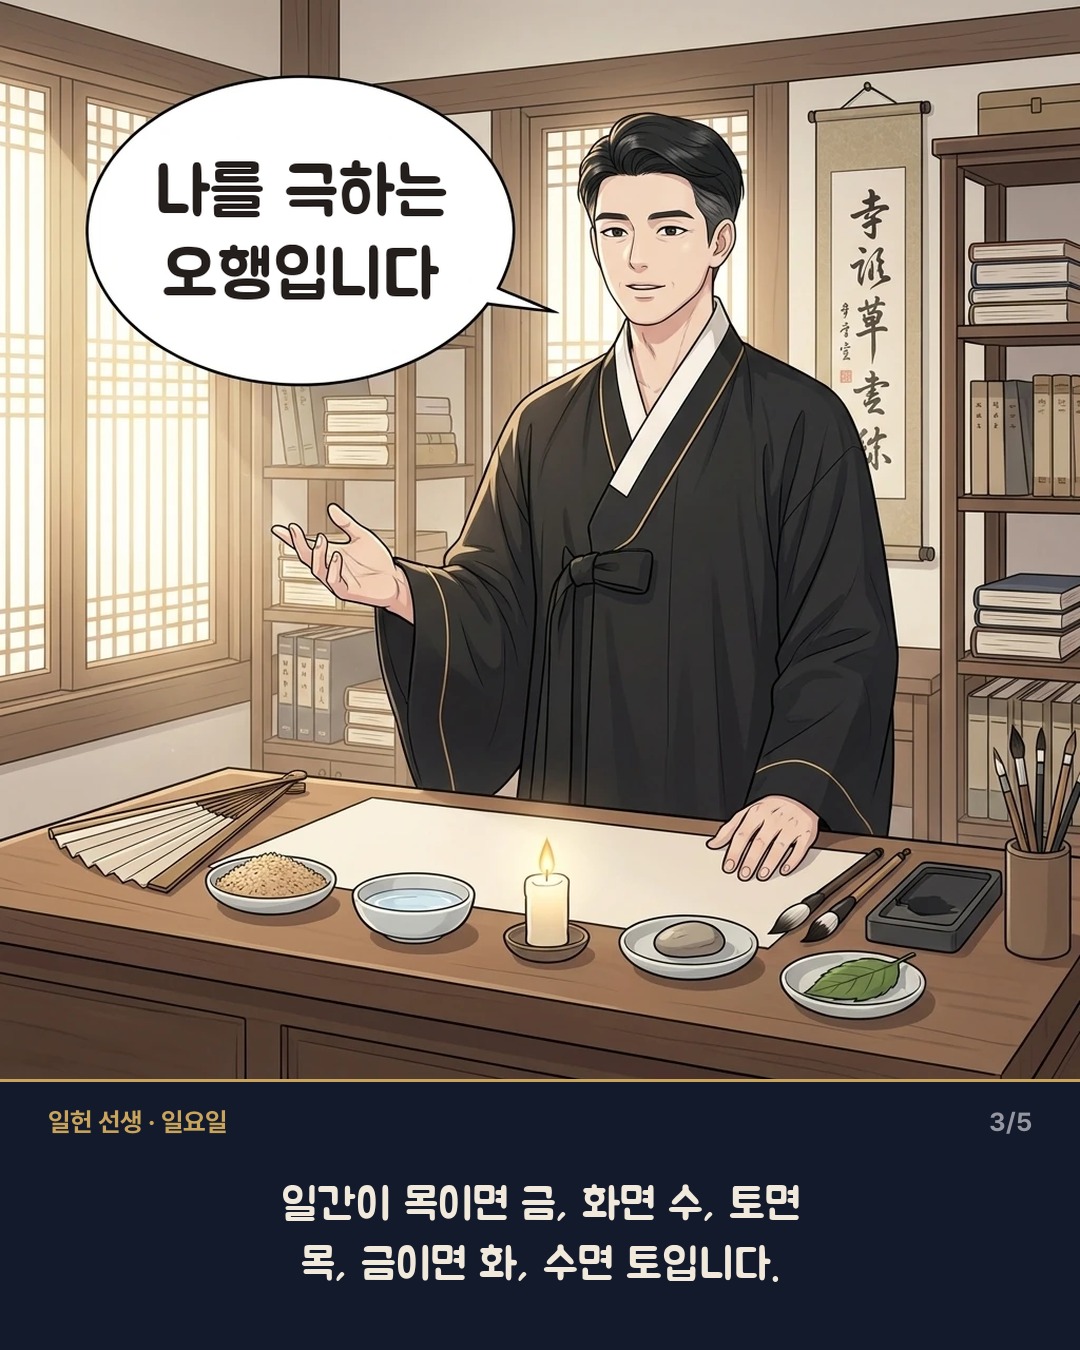 나를 극하는
오행입니다
일헌 선생 · 일요일
3/5
일간이 목이면 금, 화면 수, 토면
목, 금이면 화, 수면 토입니다.